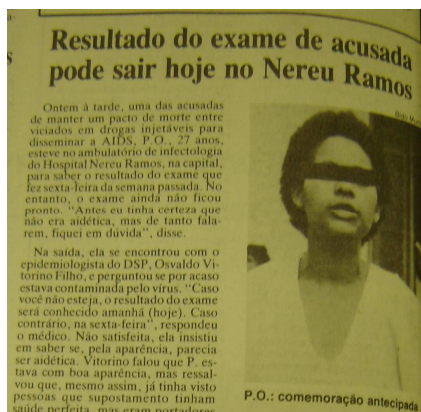 Resultado do exame de acusada
pode sair hoje no Nereu Ramos
Ontem à tarde, uma das acusadas
de manter um pacto de morte entre
viciados em drogas injetáveis para
disseminar a AIDS, P.O., 27 anos,
esteve no ambulatório de infectologia
do Hospital Nereu Ramos, na capital,
para saber o resultado do exame que
fez sexta-feira da semana passada. No
entanto, o exame ainda não ficou
pronto. “Antes eu tinha certeza que
não era aidética, mas de tanto fala-
rem, fiquei em dúvida”, disse.
Na saída, ela se encontrou com o
epidemiologista do DSP, Osvaldo Vi-
torino Filho, e perguntou se por acaso
estava contaminada pelo vírus. “Caso
você não esteja, o resultado do exame
será conhecido amanhã (hoje). Caso
contrário, na sexta-feira”, respondeu
o médico. Não satisfeita, ela insistiu
em saber se, pela aparência, parecia
ser aidética. Vitorino falou que P. es-
tava com boa aparência, mas ressal-
vou que, mesmo assim, já tinha visto
pessoas que supostamento tinham
saúde perfeita, mas eram portadores
P.O.: comemoração antecipada